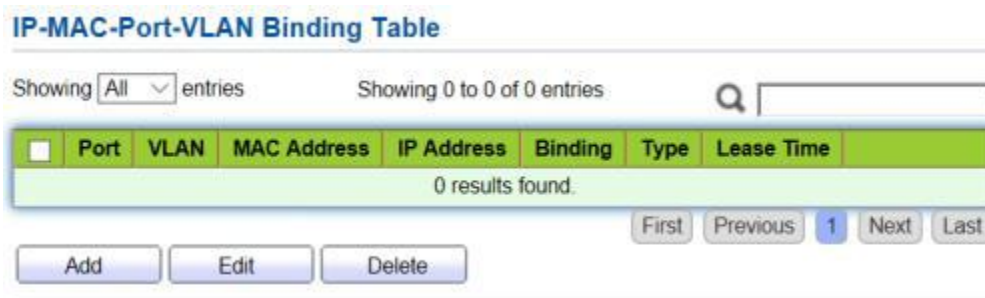 IP-MAC-Port-VLAN Binding Table
Showing All entries Showing 0 to 0 of 0 entries
Port VLAN MAC Address IP Address Binding Type Lease Time
0 results found.
First Previous 1 Next Last
Add Edit Delete